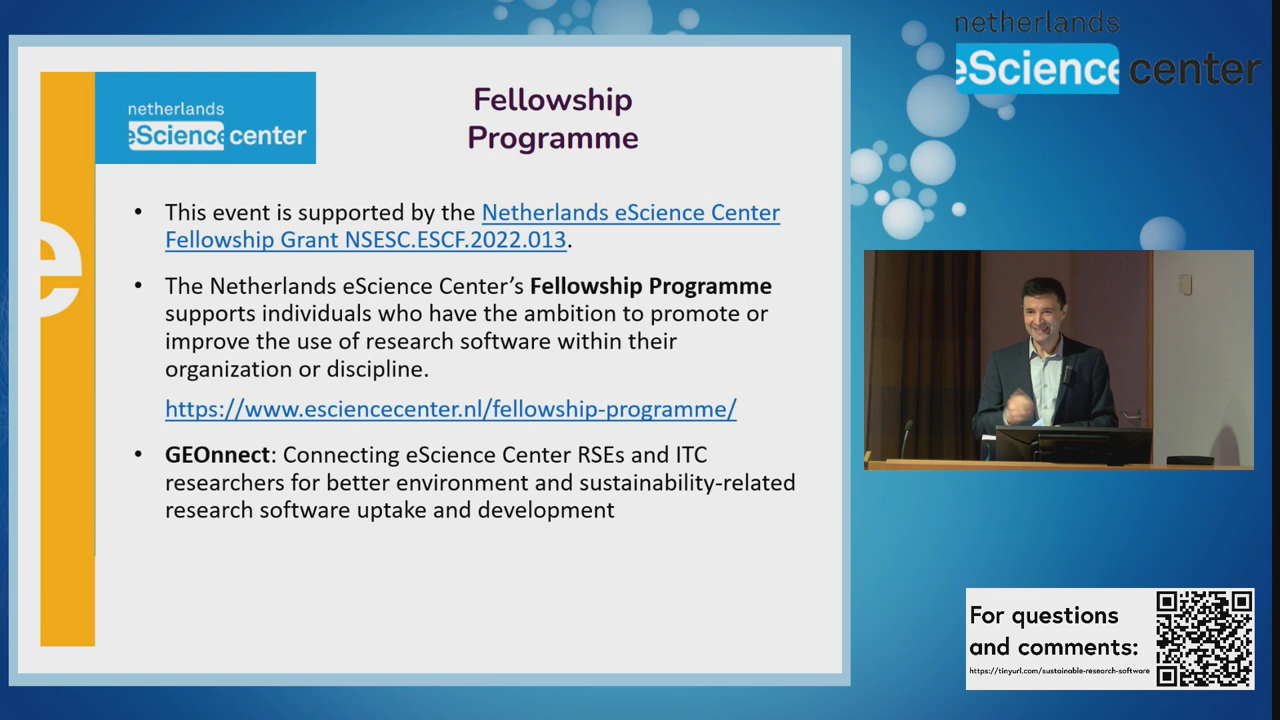 netherlands
eScience center
Fellowship
Programme
• This event is supported by the Netherlands eScience Center
Fellowship Grant NSESC.ESCF.2022.013.
• The Netherlands eScience Center’s Fellowship Programme
supports individuals who have the ambition to promote or
improve the use of research software within their
organization or discipline.
https://www.esciencecenter.nl/fellowship-programme/
• GEOnnect: Connecting eScience Center RSEs and ITC
researchers for better environment and sustainability-related
research software uptake and development
e
netherlands
eScience center
For questions
and comments:
https://tinyurl.com/sustainable-research-software